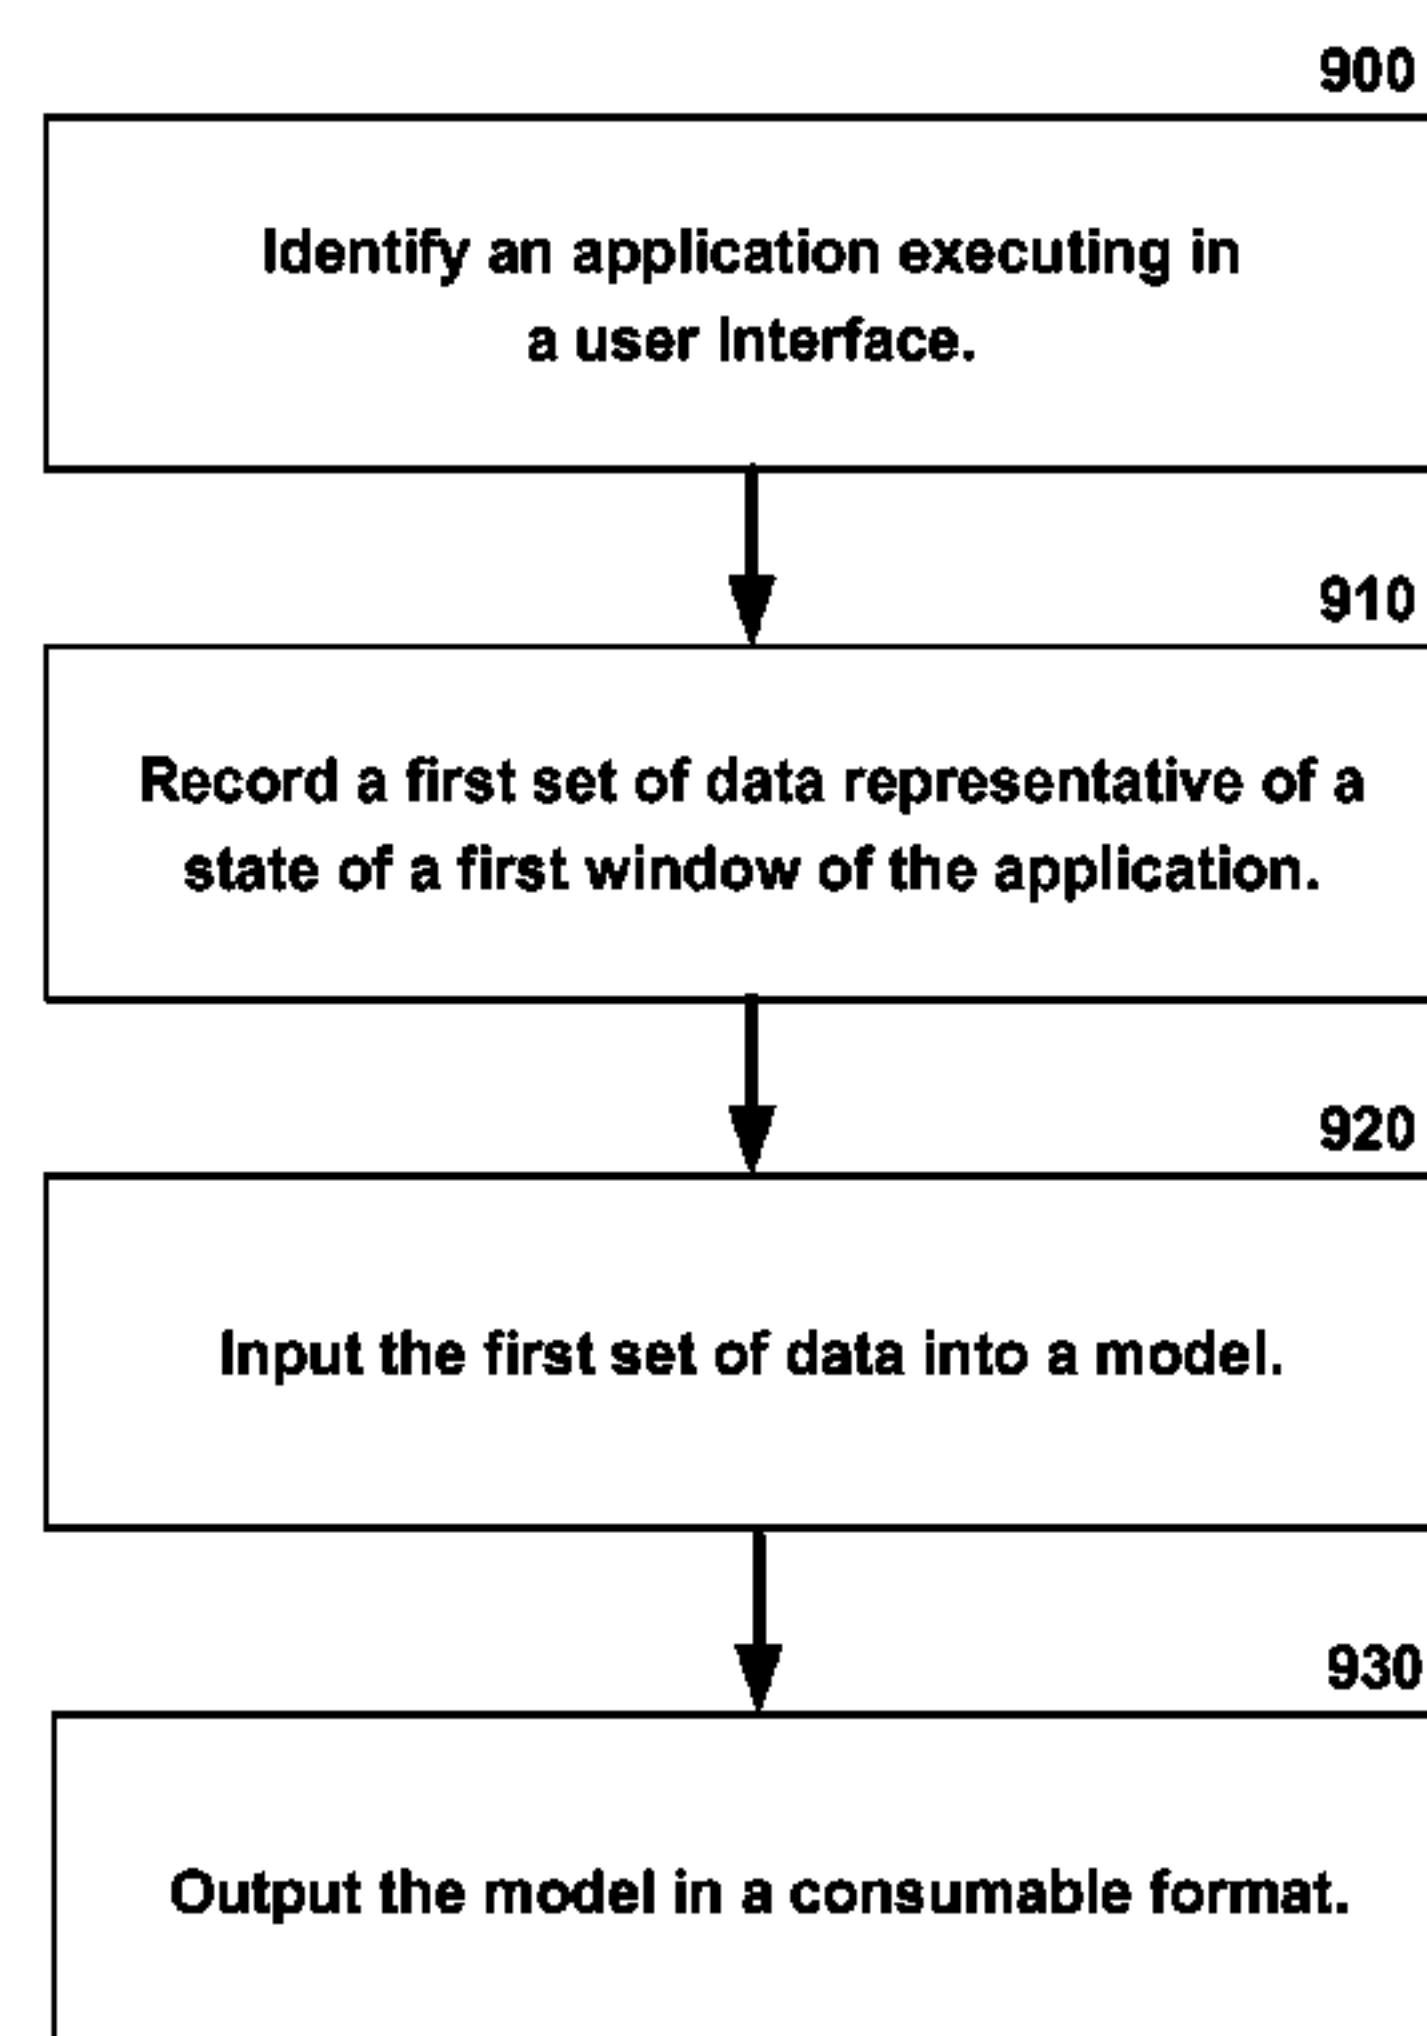 900
Identify an application executing in
a user interface.
910
Record a first set of data representative of a
state of a first window of the application.
920
Input the first set of data into a model.
930
Output the model in a consumable format.